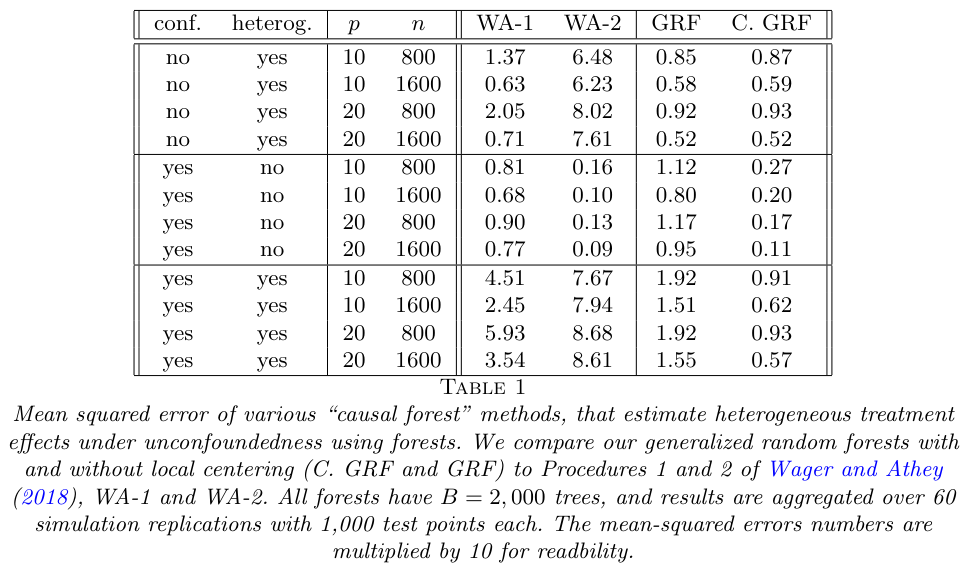 conf. heterog. p n WA-1 WA-2 GRF C. GRF
no yes 10 800 1.37 6.48 0.85 0.87
no yes 10 1600 0.63 6.23 0.58 0.59
no yes 20 800 2.05 8.02 0.92 0.93
no yes 20 1600 0.71 7.61 0.52 0.52
yes no 10 800 0.81 0.16 1.12 0.27
yes no 10 1600 0.68 0.10 0.80 0.20
yes no 20 800 0.90 0.13 1.17 0.17
yes no 20 1600 0.77 0.09 0.95 0.11
yes yes 10 800 4.51 7.67 1.92 0.91
yes yes 10 1600 2.45 7.94 1.51 0.62
yes yes 20 800 5.93 8.68 1.92 0.93
yes yes 20 1600 3.54 8.61 1.55 0.57
Table 1
Mean squared error of various “causal forest” methods, that estimate heterogeneous treatment
effects under unconfoundedness using forests. We compare our generalized random forests with
and without local centering (C. GRF and GRF) to Procedures 1 and 2 of Wager and Athey
(2018), WA-1 and WA-2. All forests have B = 2,000 trees, and results are aggregated over 60
simulation replications with 1,000 test points each. The mean-squared errors numbers are
multiplied by 10 for readbility.